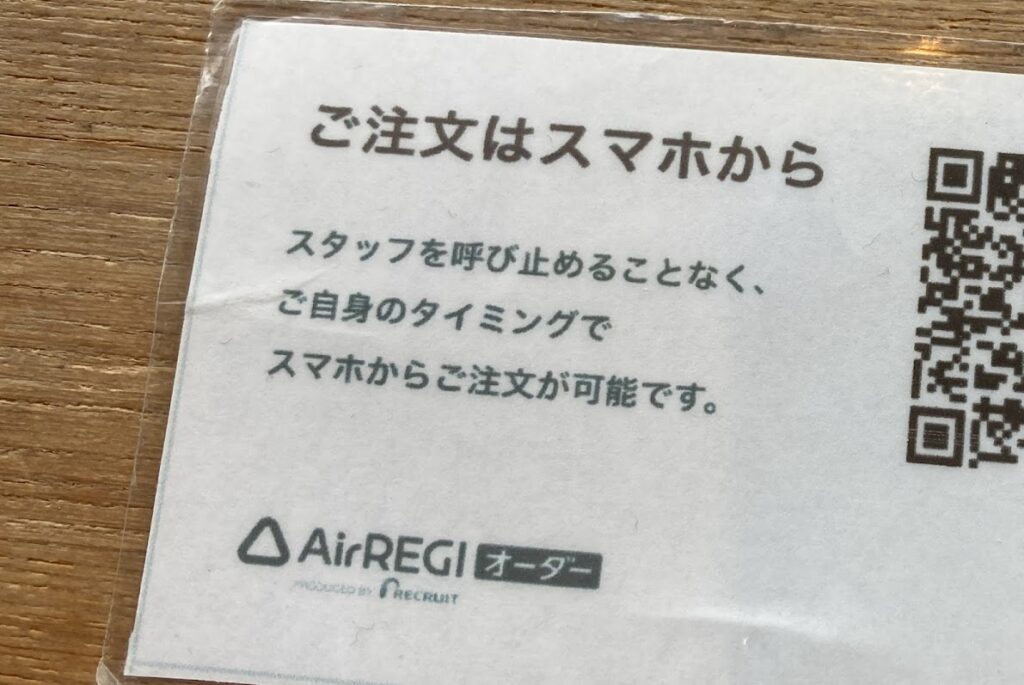 ご注文はスマホから
スタッフを呼び止めることなく、
ご自身のタイミングで
スマホからご注文が可能です。
AirREGI オーダー
PRODUCED BY RECRUIT